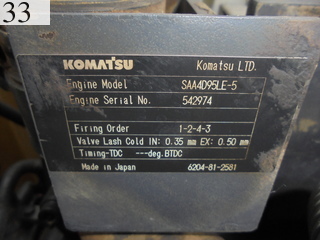 33
KOMATSU Komatsu LTD.
Engine Model SAA4D95LE-5
Engine Serial No. 542974
Firing Order 1-2-4-3
Valve Lash Cold IN: 0.35 mm EX: 0.50 mm
Timing-TDC ---deg.BTDC
Made in Japan 6204-81-2581